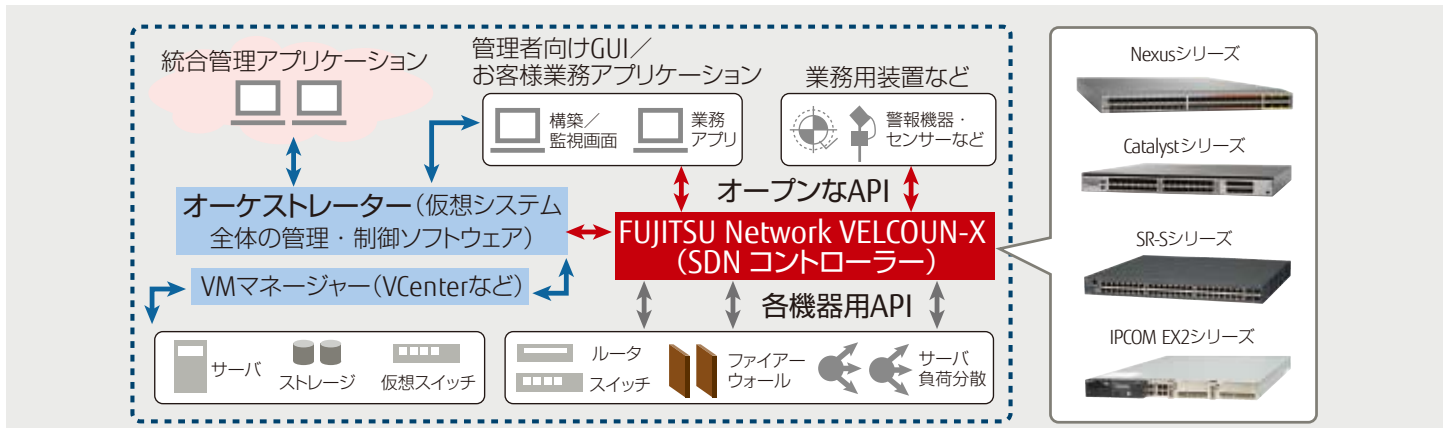 統合管理アプリケーション
管理者向けGUI／
お客様業務アプリケーション
構築／
監視画面
業務
アプリ
業務用装置など
警報機器・
センサーなど
オープンなAPI
オーケストレーター（仮想システム
全体の管理・制御ソフトウェア）
FUJITSU Network VELCOUN-X
（SDN コントローラー）
VMマネージャー（VCenterなど）
各機器用API
サーバ
ストレージ
仮想スイッチ
ルータ
スイッチ
ファイアー
ウォール
サーバ
負荷分散
Nexusシリーズ
Catalystシリーズ
SR-Sシリーズ
IPCOM EX2シリーズ